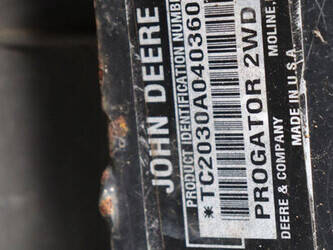 JOHN DEERE
PRODUCT IDENTIFICATION NUMBER
*TC2030A040360
PROGATOR 2WD
DEERE & COMPANY MOLINE,
MADE IN U.S.A.